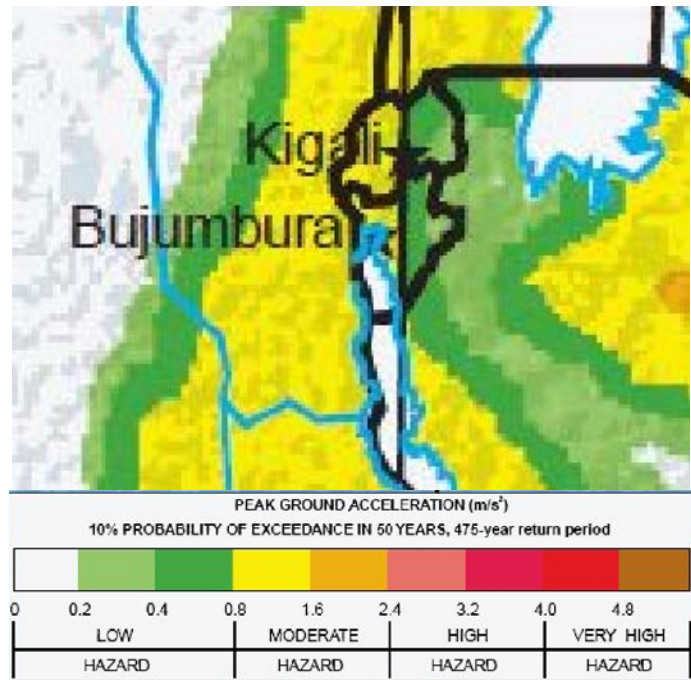 Kigali
Bujumbura
PEAK GROUND ACCELERATION (m/s²)
10% PROBABILITY OF EXCEEDANCE IN 50 YEARS, 475-year return period
0 0.2 0.4 0.8 1.6 2.4 3.2 4.0 4.8
LOW MODERATE HIGH VERY HIGH
HAZARD HAZARD HAZARD HAZARD